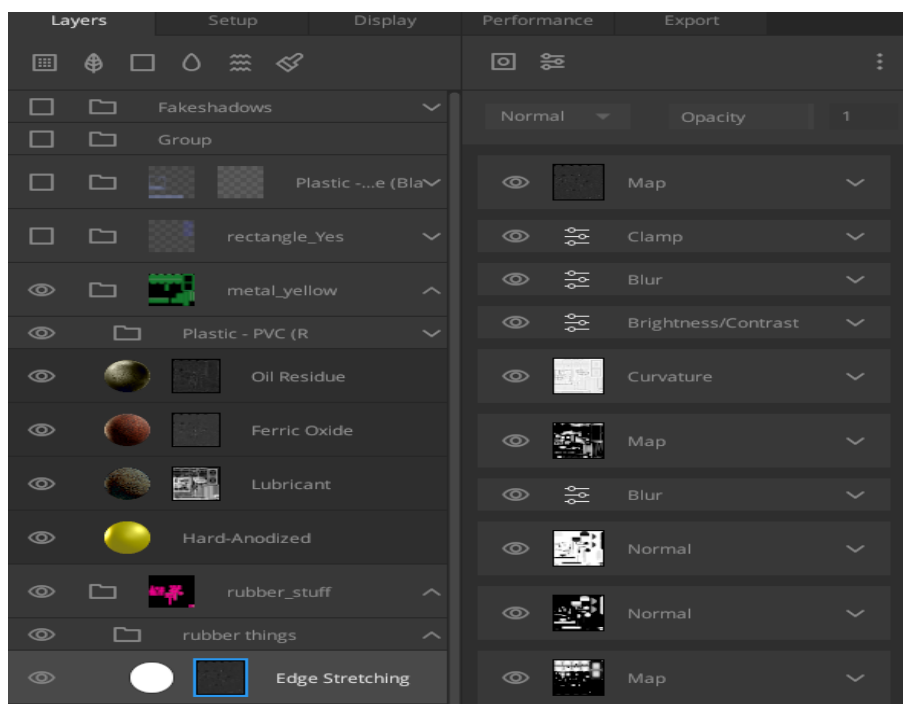 Layers Setup Display
Fakeshadows
Group
Plastic -...e (Bla
rectangle_Yes
metal_yellow
Plastic - PVC (R
Oil Residue
Ferric Oxide
Lubricant
Hard-Anodized
rubber_stuff
rubber things
Edge Stretching
Performance Export
Normal Opacity 1
Map
Clamp
Blur
Brightness/Contrast
Curvature
Map
Blur
Normal
Normal
Map